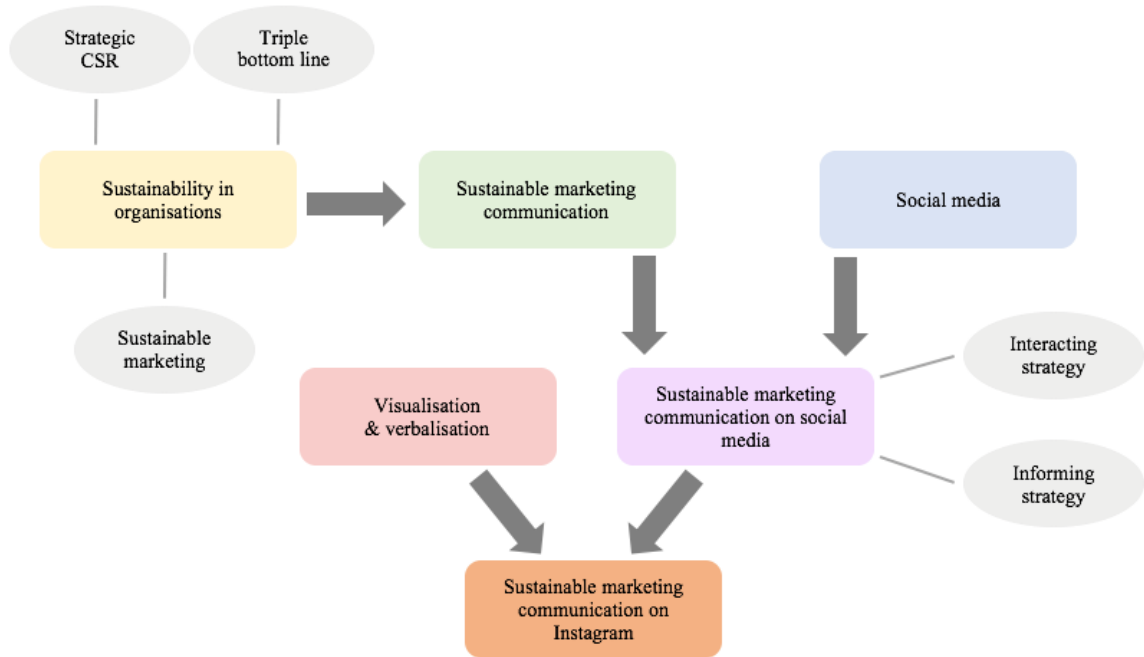 Strategic
CSR
Triple
bottom line
Sustainability in
organisations
Sustainable marketing
communication
Social media
Sustainable
marketing
Interacting
strategy
Visualisation
& verbalisation
Sustainable marketing
communication on social
media
Informing
strategy
Sustainable marketing
communication on
Instagram